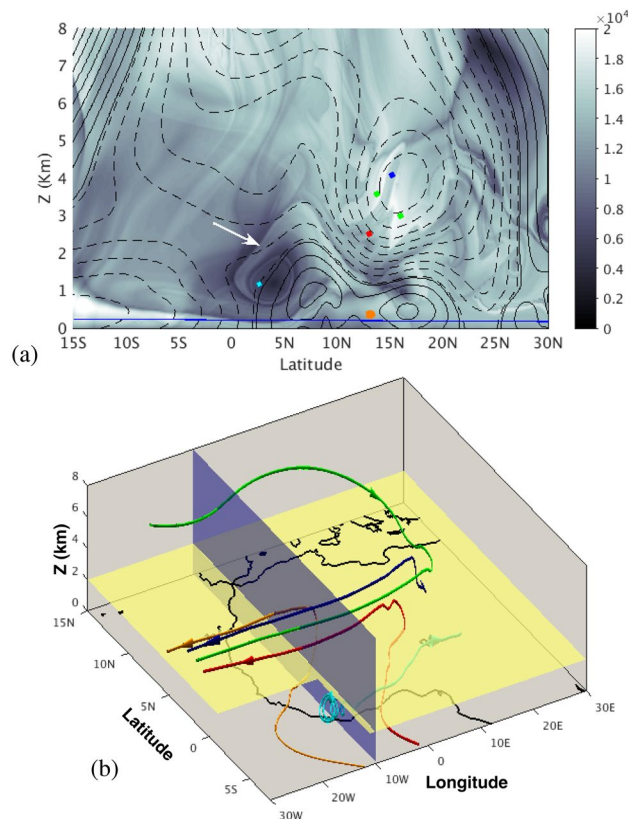 ×10⁴
8
7
6
5
4
3
2
1
0
Z (Km)
15S 10S 5S 0 5N 10N 15N 20N 25N 30N
Latitude
2
1.8
1.6
1.4
1.2
1
0.8
0.6
0.4
0.2
0
(a)
8
6
4
2
0
Z (km)
15N
10N
5N
0
5S
Latitude
30W
20W
10W
0
10E
20E
30E
Longitude
(b)